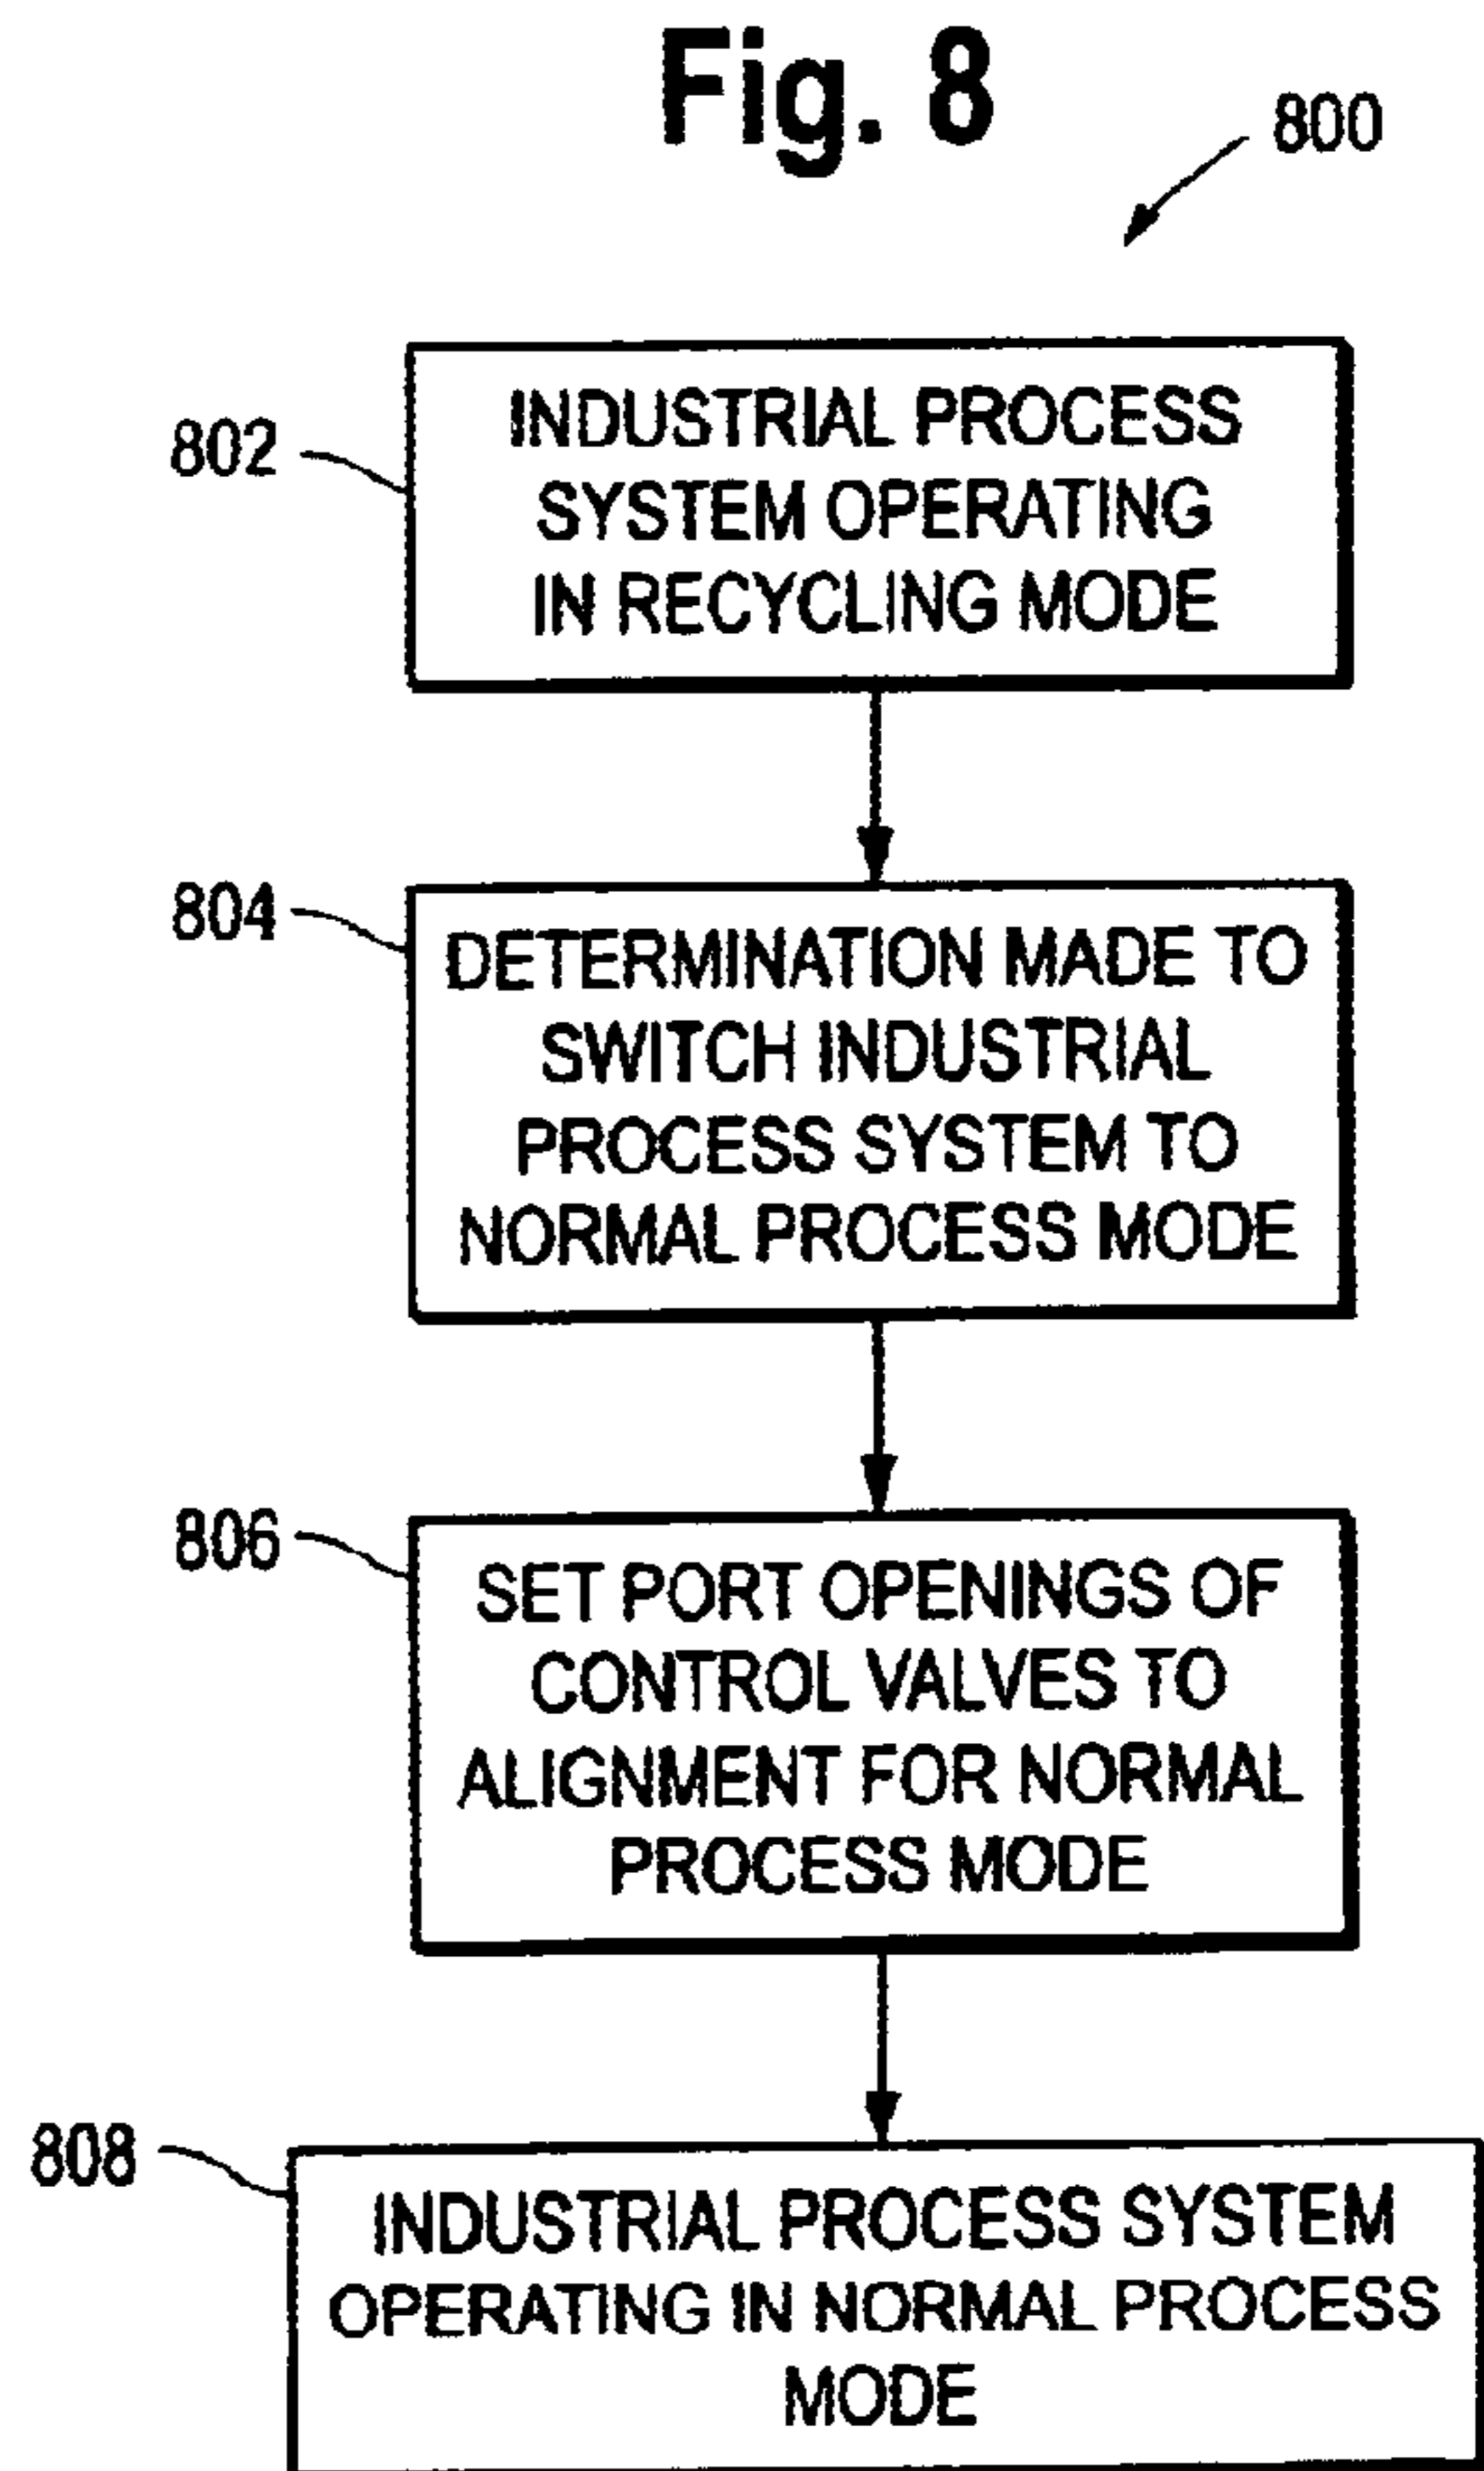 Fig. 8
800
802
INDUSTRIAL PROCESS
SYSTEM OPERATING
IN RECYCLING MODE
804
DETERMINATION MADE TO
SWITCH INDUSTRIAL
PROCESS SYSTEM TO
NORMAL PROCESS MODE
806
SET PORT OPENINGS OF
CONTROL VALVES TO
ALIGNMENT FOR NORMAL
PROCESS MODE
808
INDUSTRIAL PROCESS SYSTEM
OPERATING IN NORMAL PROCESS
MODE